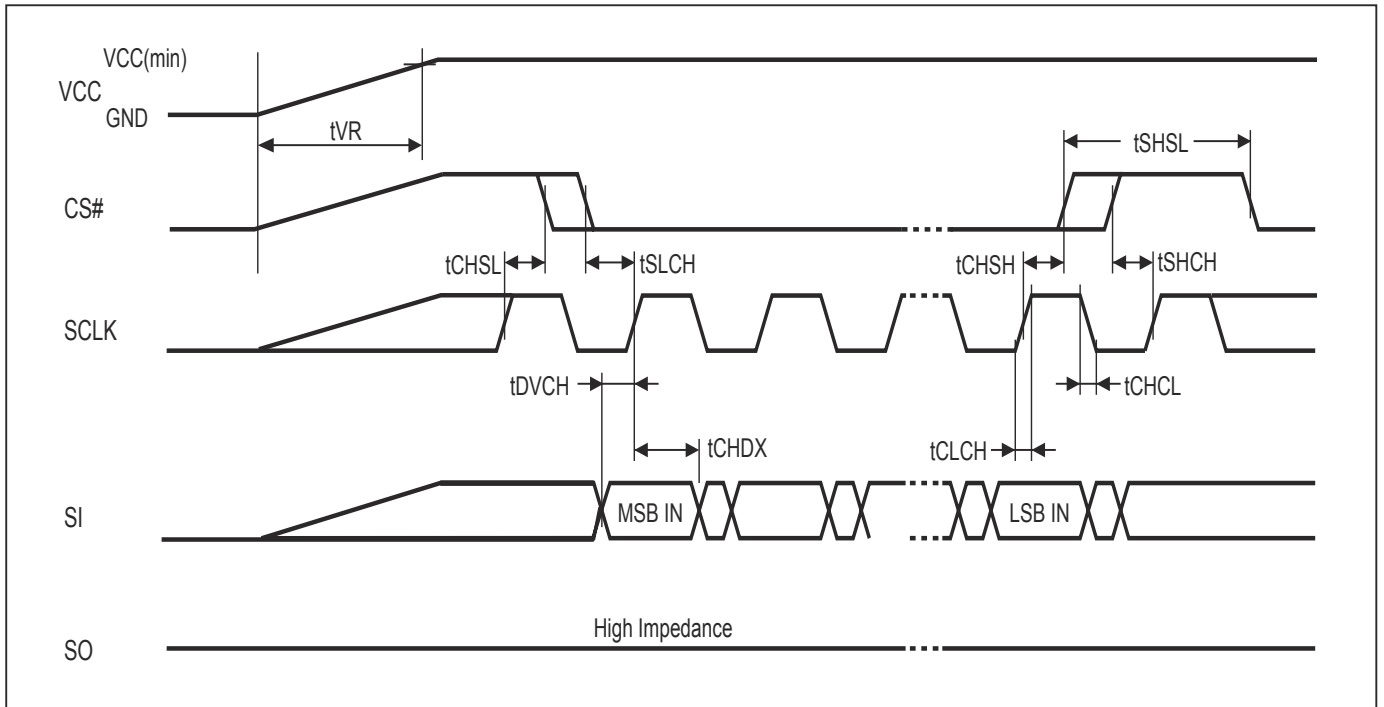 VCC(min)
VCC
GND
tVR
tSHSL
CS#
tCHSL
tSLCH
tCHSH
tSHCH
SCLK
tDVCH
tCHCL
tCHDX
tCLCH
SI
MSB IN
LSB IN
High Impedance
SO